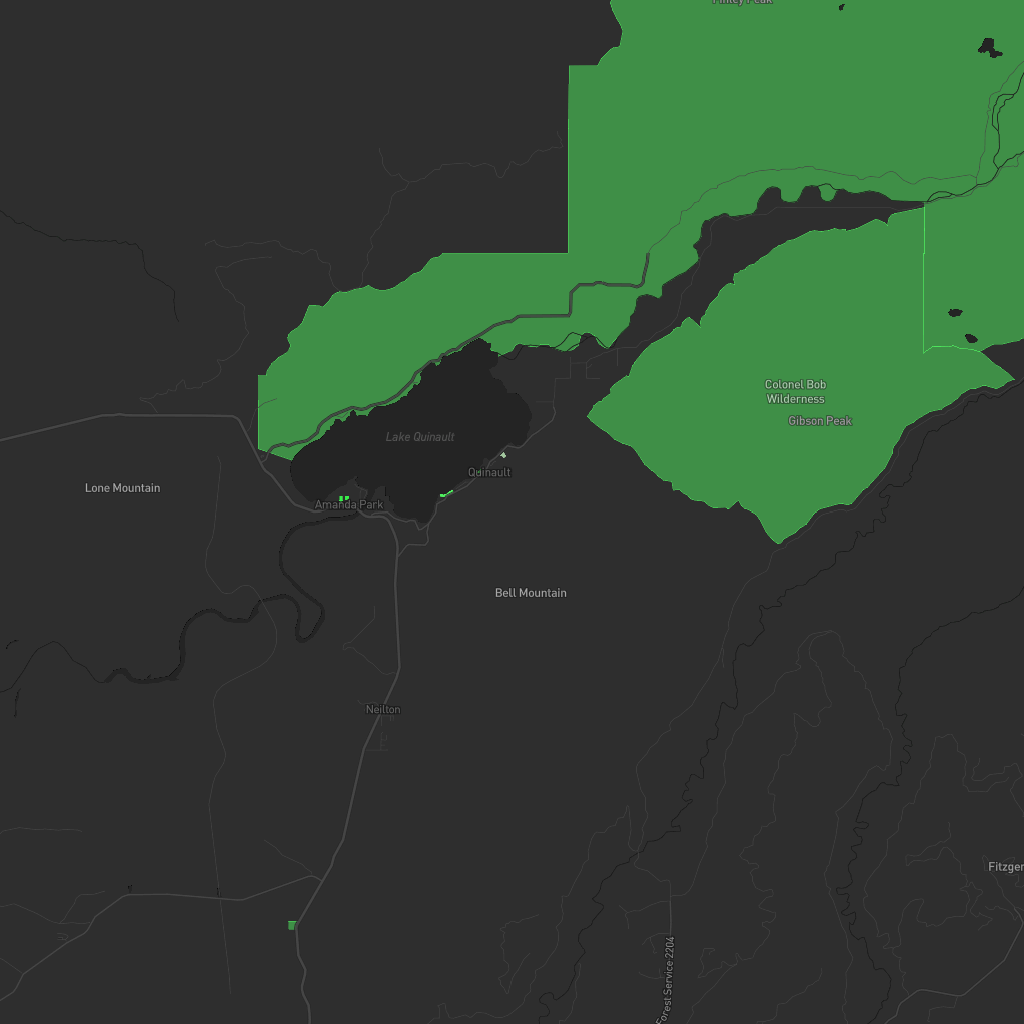 Finley Peak
Colonel Bob
Wilderness
Gibson Peak
Lake Quinault
Quinault
Lone Mountain
Amanda Park
Bell Mountain
Neilton
Fitzger
Forest Service 2204